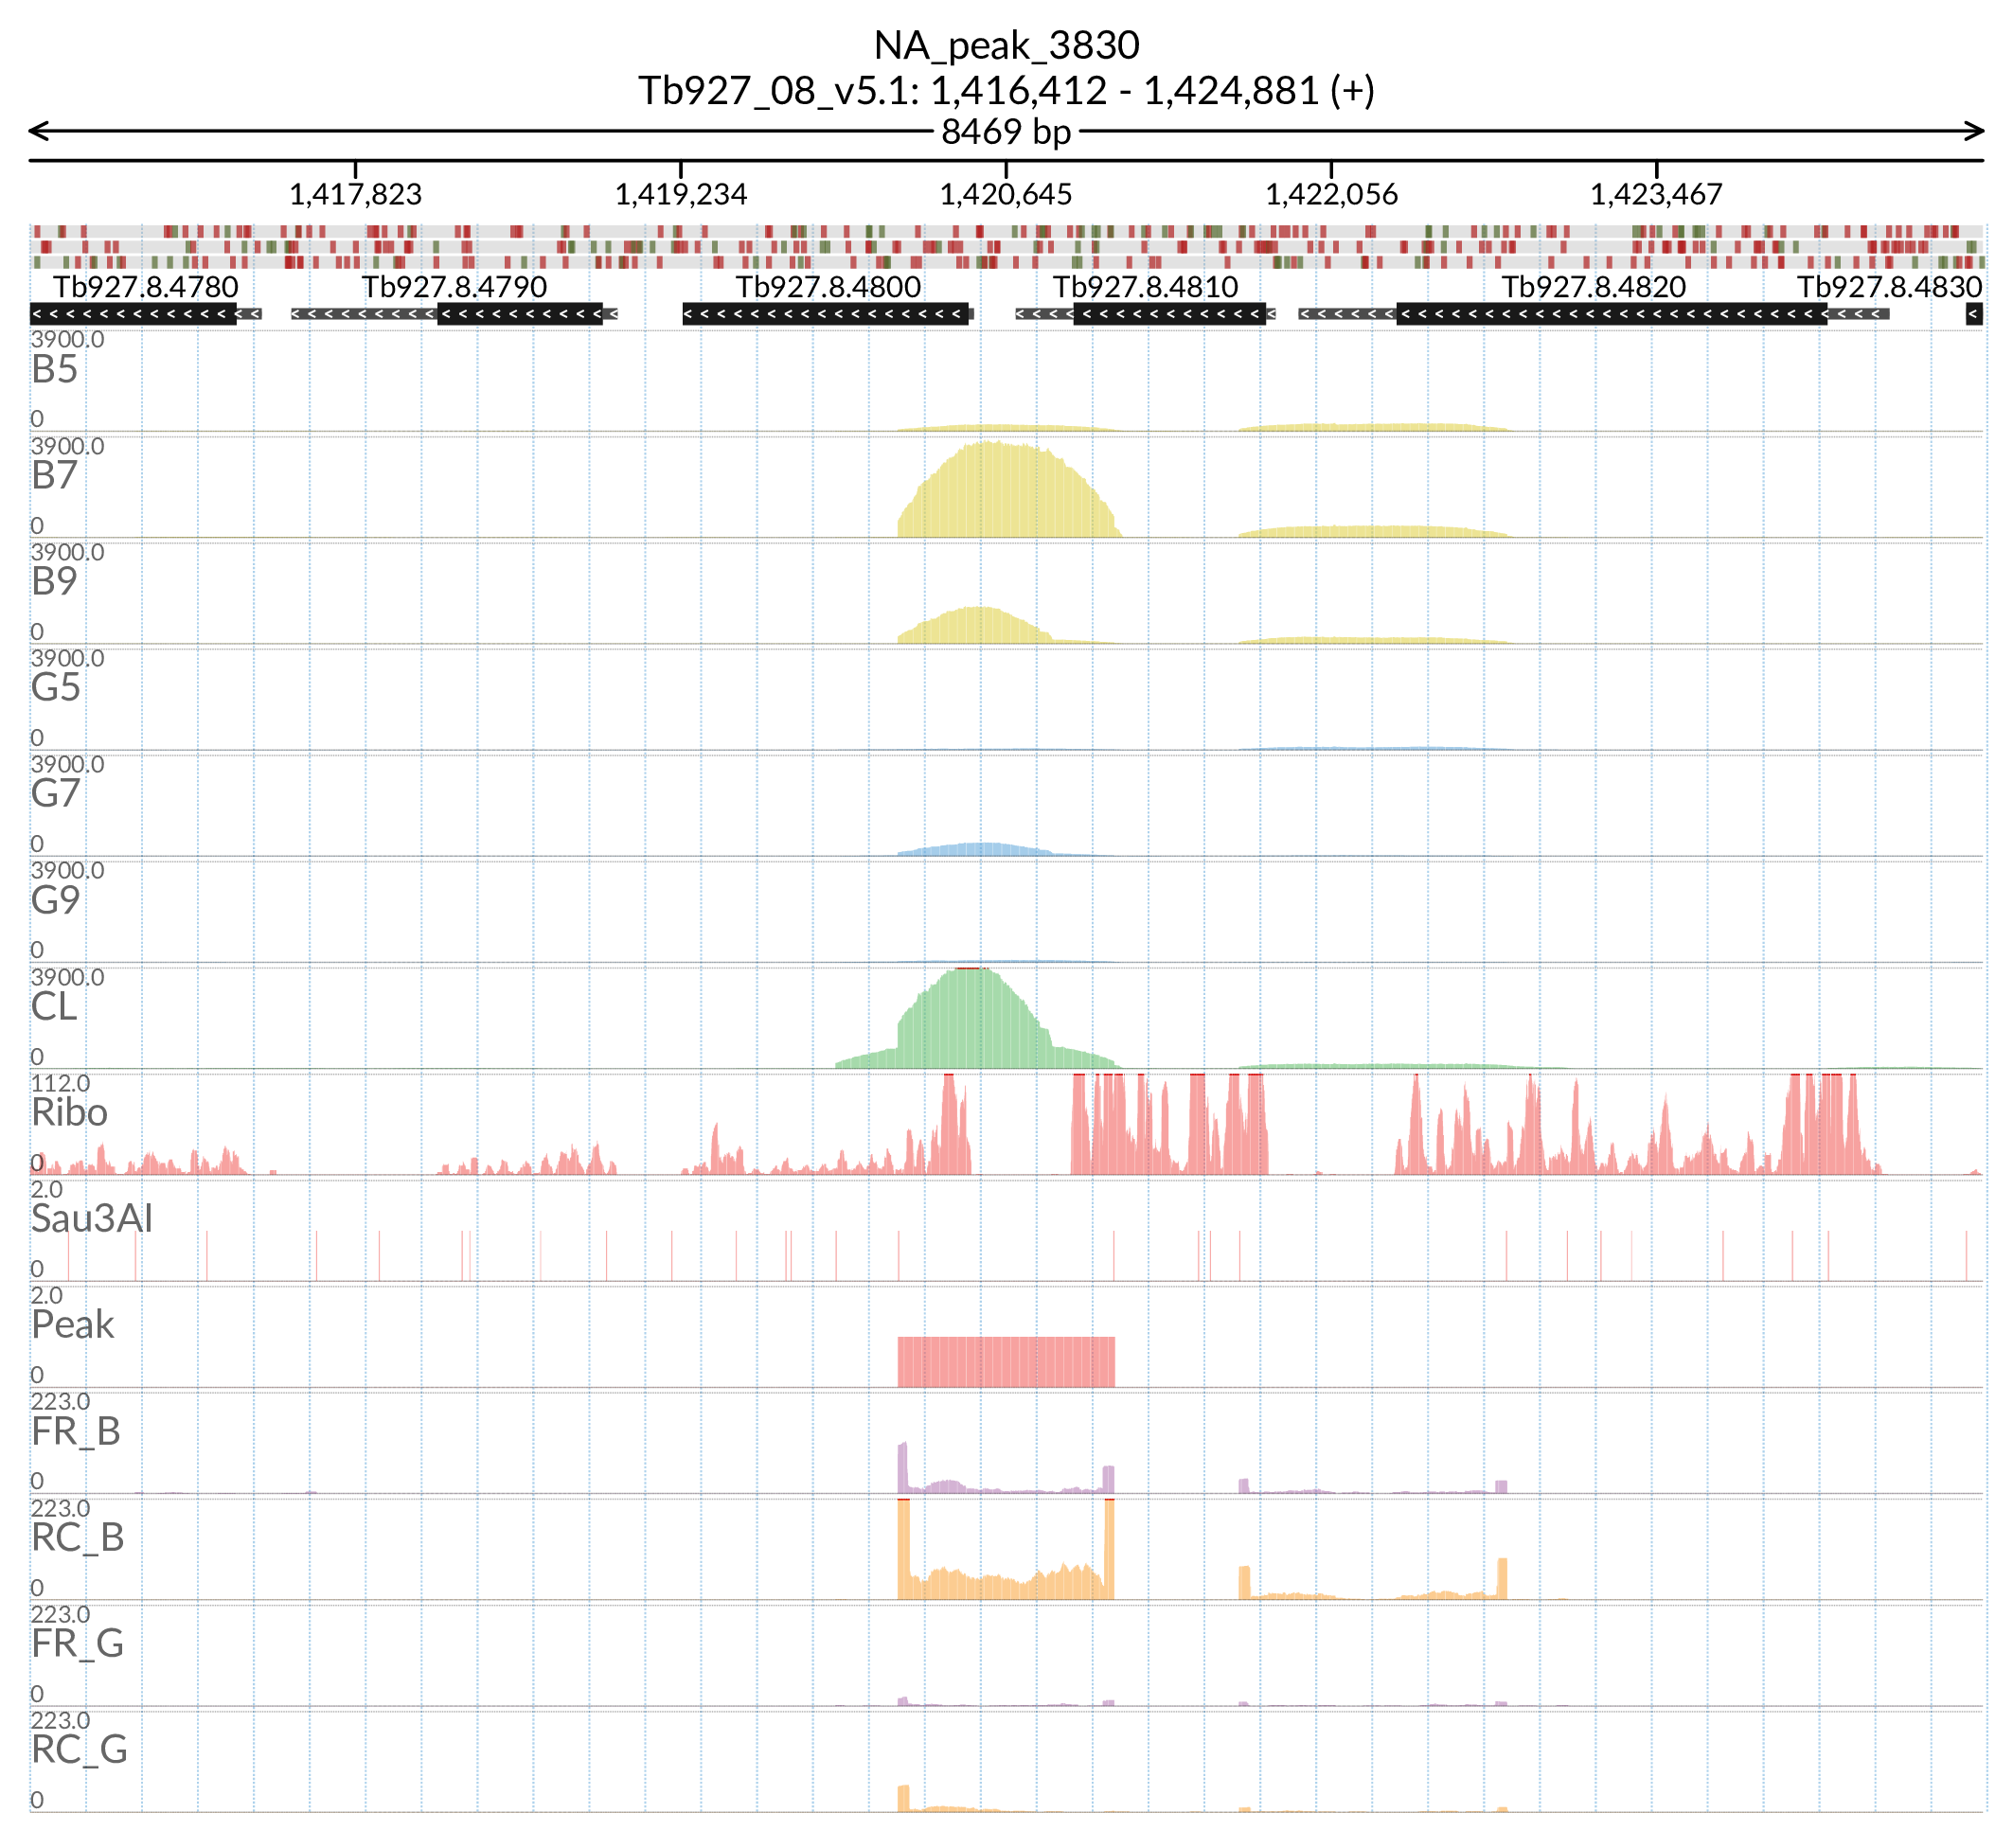 NA_peak_3830
Tb927_08_v5.1: 1,416,412 - 1,424,881 (+)
8469 bp
1,417,823 1,419,234 1,420,645 1,422,056 1,423,467
Tb927.8.4780 Tb927.8.4790 Tb927.8.4800 Tb927.8.4810 Tb927.8.4820 Tb927.8.4830
3900.0
B5
0
3900.0
B7
0
3900.0
B9
0
3900.0
G5
0
3900.0
G7
0
3900.0
G9
0
3900.0
CL
0
112.0
Ribo
0
2.0
Sau3AI
0
2.0
Peak
0
223.0
FR_B
0
223.0
RC_B
0
223.0
FR_G
0
223.0
RC_G
0